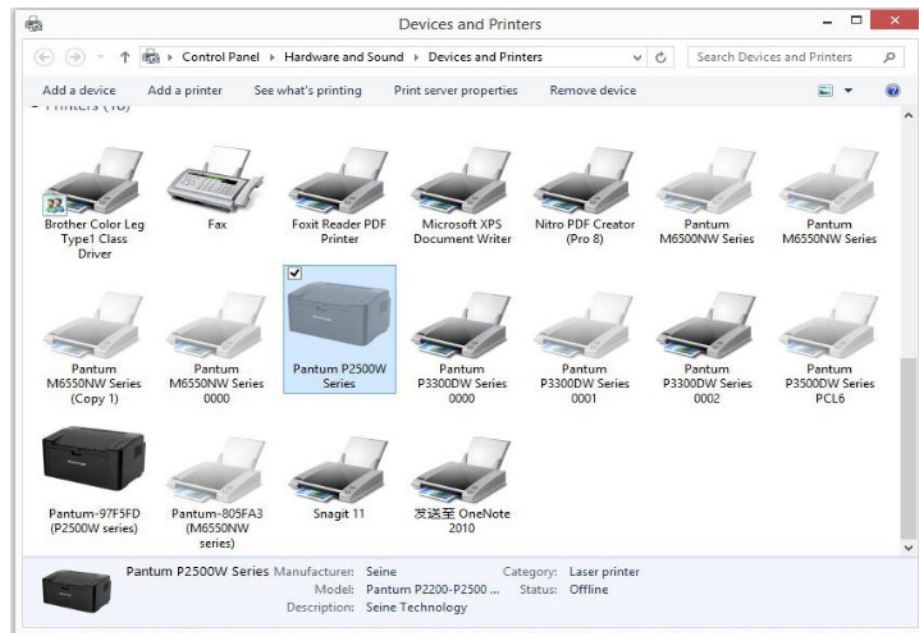 Devices and Printers
Control Panel Hardware and Sound Devices and Printers
Search Devices and Printers
Add a device Add a printer See what's printing Print server properties Remove device
Printers (18)
Brother Color Leg Type1 Class Driver
Fax
Foxit Reader PDF Printer
Microsoft XPS Document Writer
Nitro PDF Creator (Pro 8)
Pantum M6500NW Series
Pantum M6550NW Series
Pantum M6550NW Series (Copy 1)
Pantum M6550NW Series 0000
Pantum P2500W Series
Pantum P3300DW Series 0000
Pantum P3300DW Series 0001
Pantum P3300DW Series 0002
Pantum P3500DW Series PCL6
Pantum-97F5FD (P2500W series)
Pantum-805FA3 (M6550NW series)
Snagit 11
发送至 OneNote 2010
Pantum P2500W Series Manufacturer: Seine Category: Laser printer
Model: Pantum P2200-P2500 ... Status: Offline
Description: Seine Technology